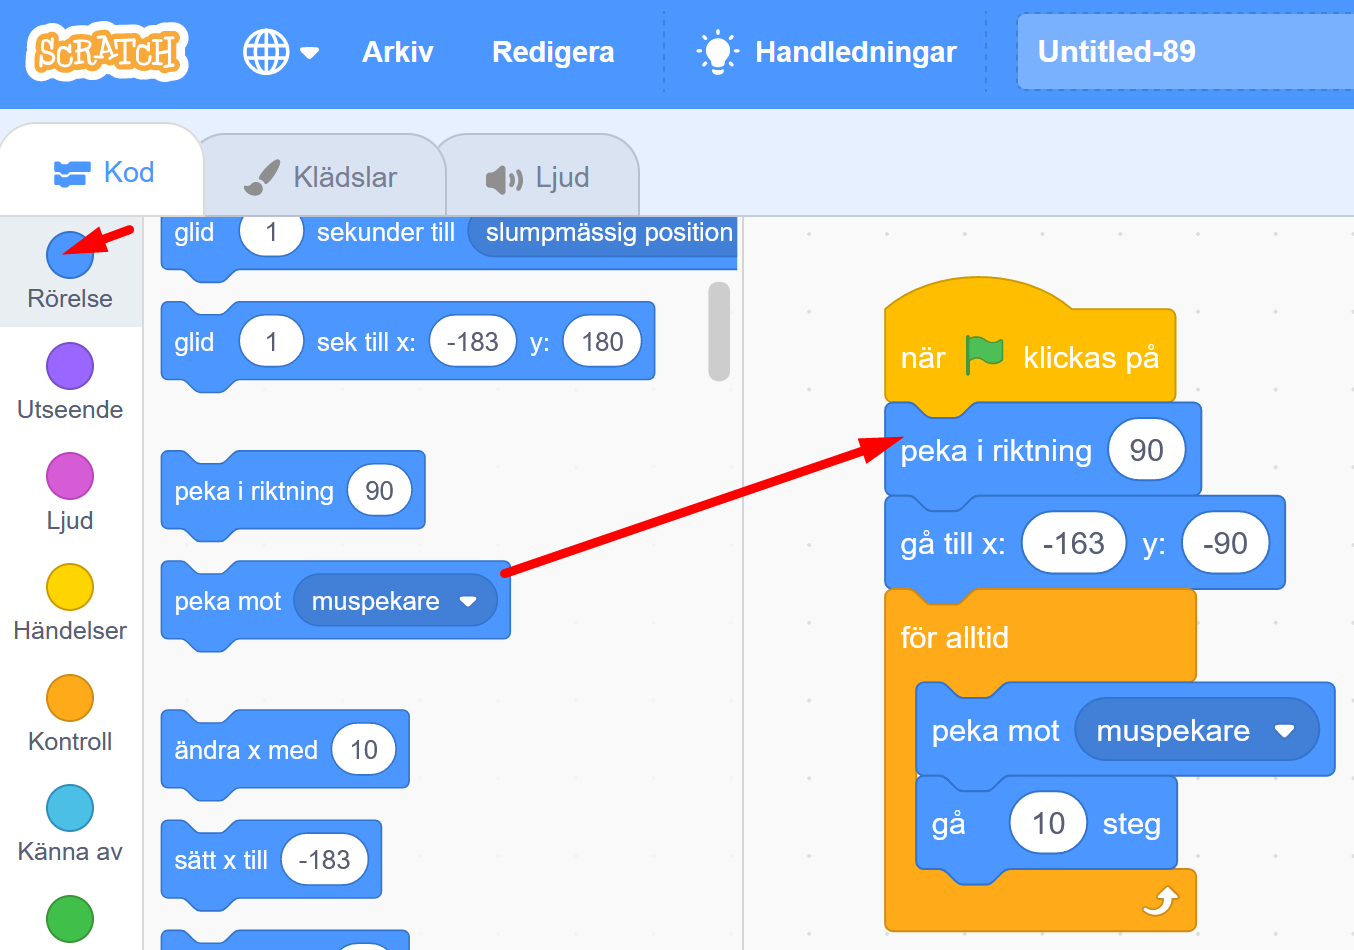 SCRATCH
Arkiv
Redigera
Handledningar
Untitled-89
Kod
Klädslar
Ljud
Rörelse
Utseende
Ljud
Händelser
Kontroll
Känna av
glid 1 sekunder till slumpmässig position
glid 1 sek till x: -183 y: 180
peka i riktning 90
peka mot muspekare
ändra x med 10
sätt x till -183
när klickas på
peka i riktning 90
gå till x: -163 y: -90
för alltid
peka mot muspekare
gå 10 steg